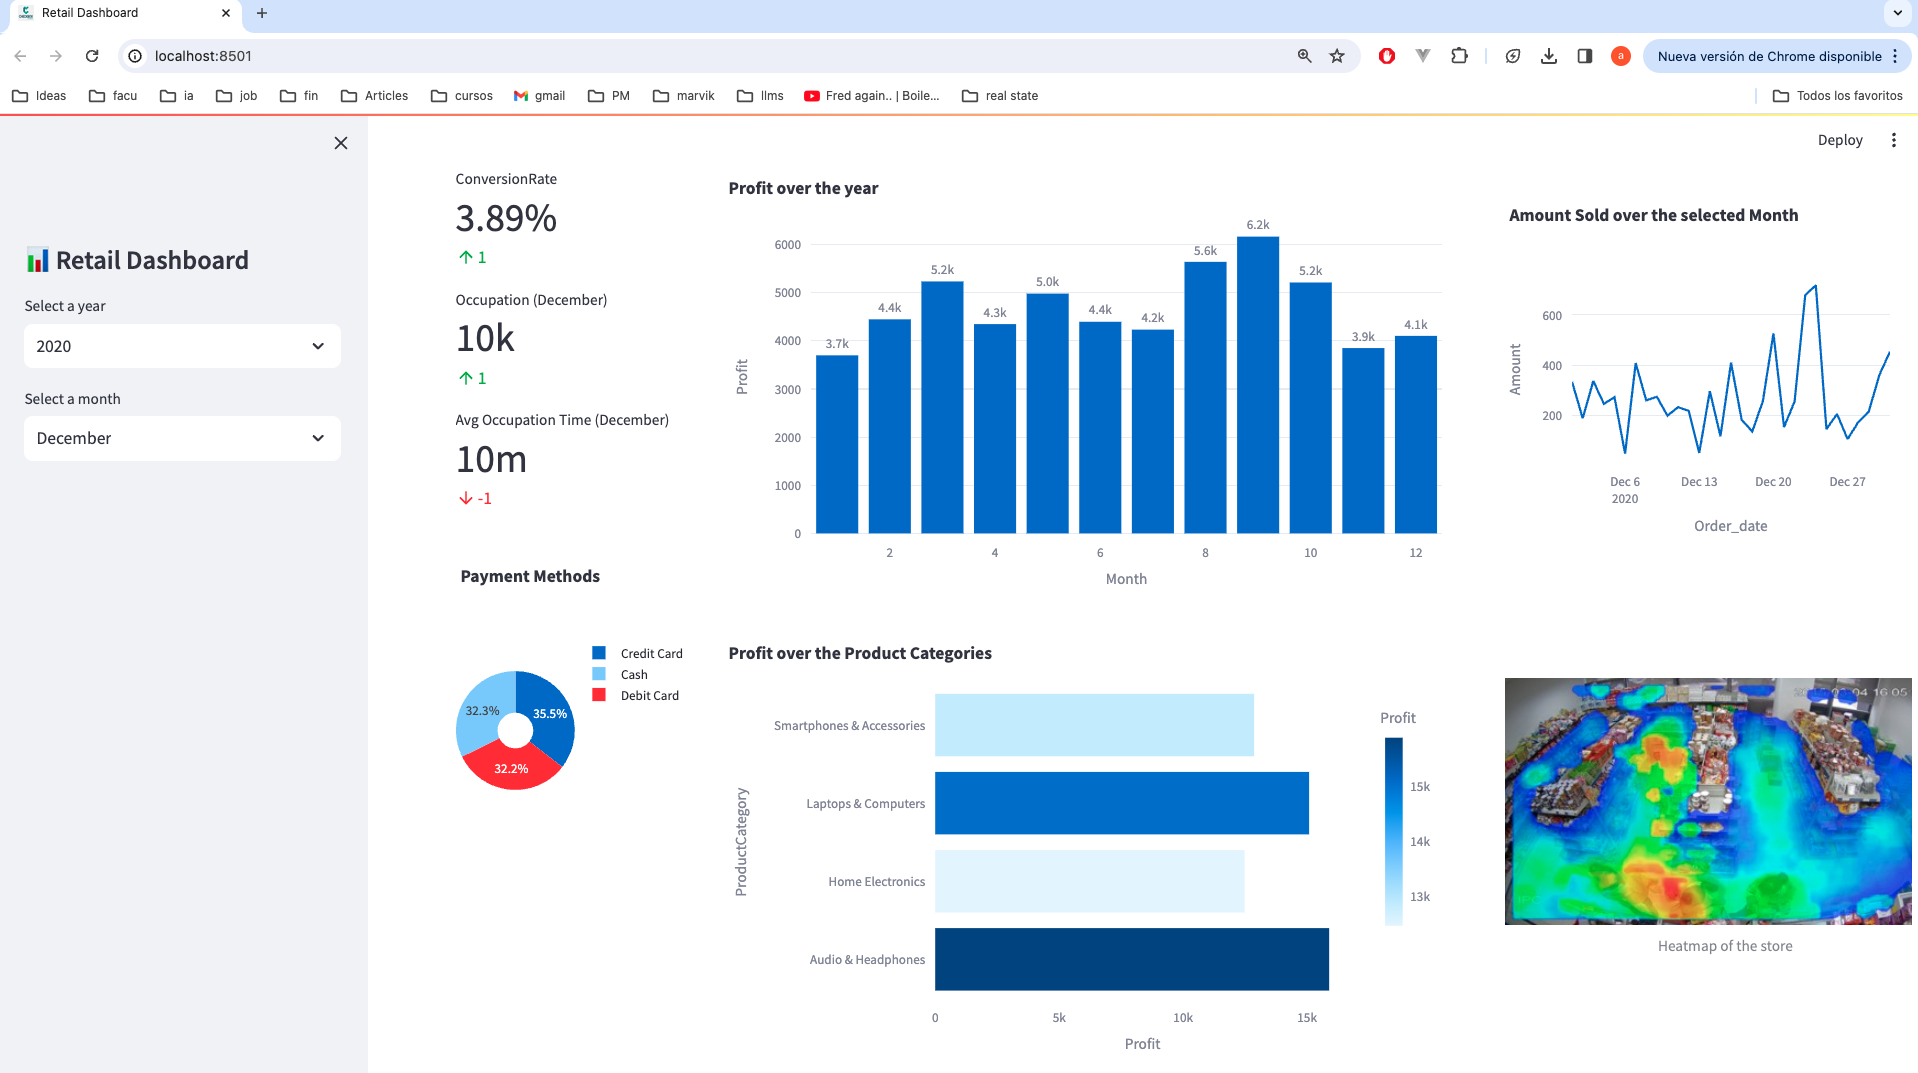 Retail Dashboard
localhost:8501
Nueva versión de Chrome disponible
a
Ideas
facu
ia
job
fin
Articles
cursos
gmail
PM
marvik
llms
Fred again.. | Boile...
real state
Todos los favoritos
Deploy
Retail Dashboard
Select a year
2020
Select a month
December
ConversionRate
3.89%
1
Occupation (December)
10k
1
Avg Occupation Time (December)
10m
-1
Profit over the year
6.2k
5.6k
5.2k
5.2k
5.0k
4.4k
4.3k
4.4k
4.2k
3.7k
3.9k
4.1k
6000
5000
4000
3000
2000
1000
0
Profit
2
4
6
8
10
12
Month
Amount Sold over the selected Month
600
400
200
Amount
Dec 6
2020
Dec 13
Dec 20
Dec 27
Order_date
Payment Methods
Credit Card
Cash
Debit Card
32.3%
35.5%
32.2%
Profit over the Product Categories
Smartphones & Accessories
Laptops & Computers
Home Electronics
Audio & Headphones
ProductCategory
0
5k
10k
15k
Profit
Profit
15k
14k
13k
04 16:05
Heatmap of the store